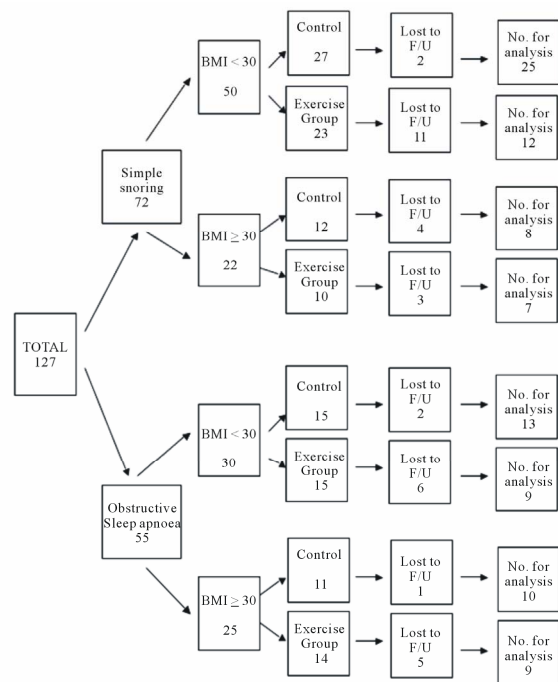 TOTAL
127
Simple
snoring
72
BMI < 30
50
Control
27
Lost to
F/U
2
No. for
analysis
25
Exercise
Group
23
Lost to
F/U
11
No. for
analysis
12
BMI ≥ 30
22
Control
12
Lost to
F/U
4
No. for
analysis
8
Exercise
Group
10
Lost to
F/U
3
No. for
analysis
7
Obstructive
Sleep apnoea
55
BMI < 30
30
Control
15
Lost to
F/U
2
No. for
analysis
13
Exercise
Group
15
Lost to
F/U
6
No. for
analysis
9
BMI ≥ 30
25
Control
11
Lost to
F/U
1
No. for
analysis
10
Exercise
Group
14
Lost to
F/U
5
No. for
analysis
9